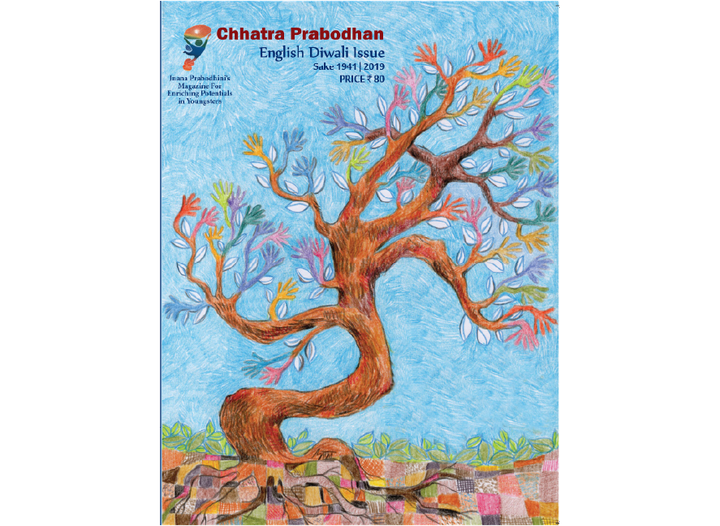 Chhatra Prabodhan
English Diwali Issue
Sake 1941 | 2019
PRICE ₹ 80
Jnana Prabodhini's
Magazine For
Enriching Potentials
in Youngsters